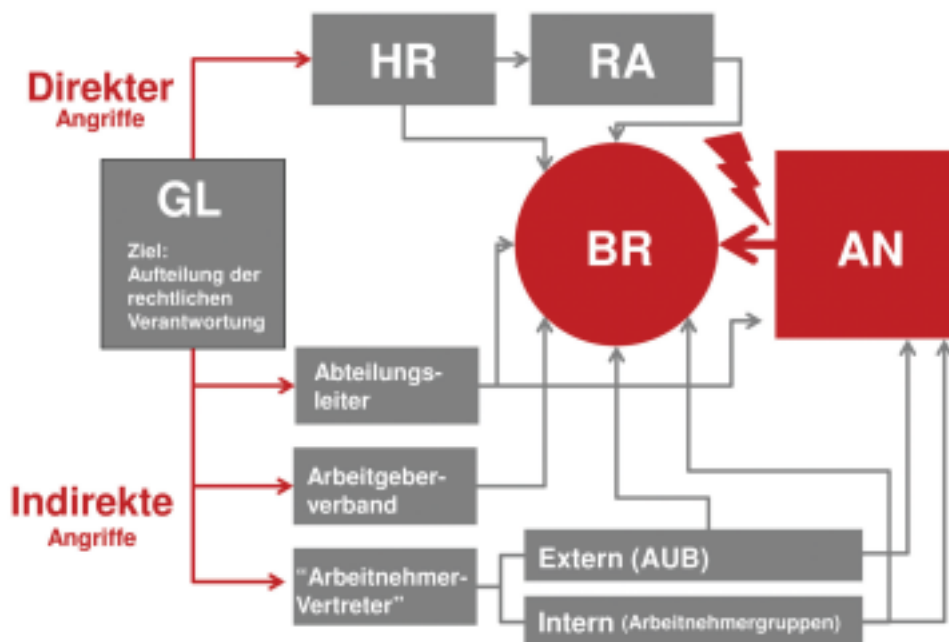 HR
RA
Direkter
Angriffe
GL
Ziel:
Aufteilung der
rechtlichen
Verantwortung
BR
AN
Abteilungs-
leiter
Arbeitgeber-
verband
Indirekte
Angriffe
"Arbeitnehmer-
Vertreter"
Extern (AUB)
Intern (Arbeitnehmergruppen)